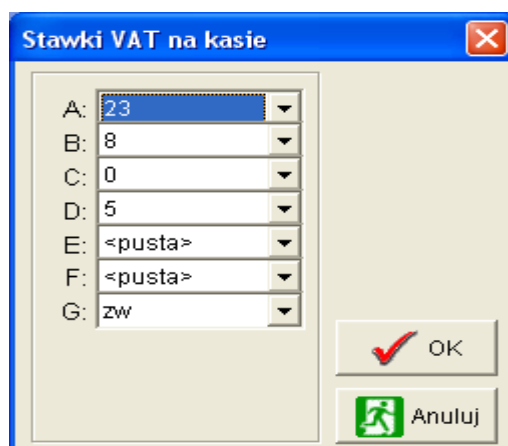 Stawki VAT na kasie
A: 23
B: 8
C: 0
D: 5
E: <pusta>
F: <pusta>
G: zw
OK
Anuluj